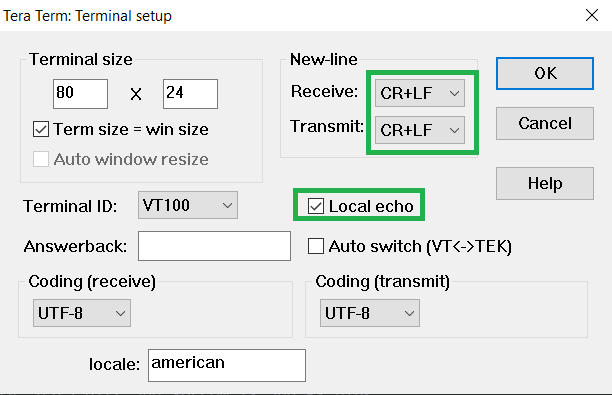 Tera Term: Terminal setup
Terminal size
80 X 24
Term size = win size
Auto window resize
New-line
Receive: CR+LF
Transmit: CR+LF
OK
Cancel
Help
Terminal ID: VT100
Local echo
Answerback:
Auto switch (VT<->TEK)
Coding (receive)
UTF-8
Coding (transmit)
UTF-8
locale: american